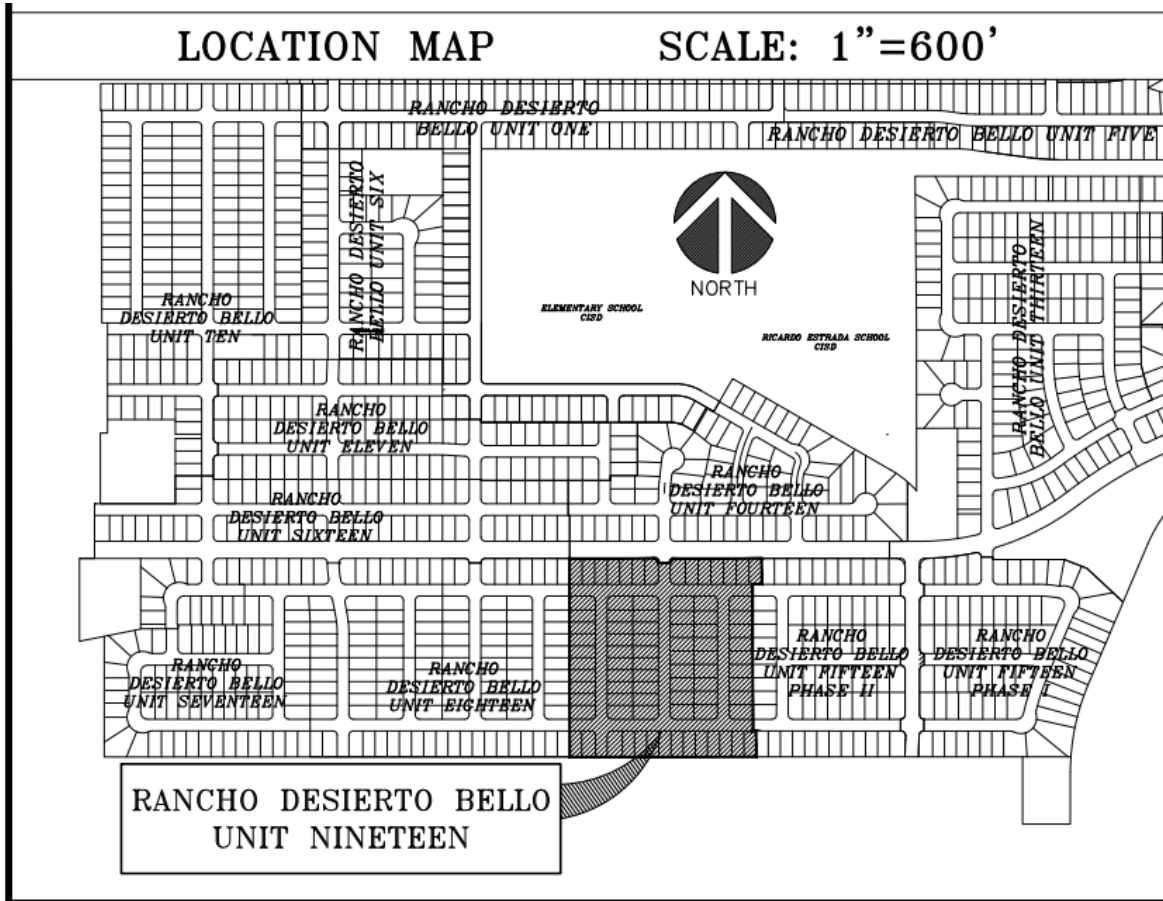 LOCATION MAP SCALE: 1"=600'
RANCHO DESIERTO
BELLO UNIT ONE
RANCHO DESIERTO BELLO UNIT FIVE
RANCHO DESIERTO
BELLO UNIT SIX
NORTH
RANCHO DESIERTO
BELLO UNIT THIRTEEN
RANCHO
DESIERTO BELLO
UNIT TEN
ELEMENTARY SCHOOL
CISD
RICARDO ESTRADA SCHOOL
CISD
RANCHO
DESIERTO BELLO
UNIT ELEVEN
RANCHO
DESIERTO BELLO
UNIT FOURTEEN
RANCHO
DESIERTO BELLO
UNIT SIXTEEN
RANCHO
DESIERTO BELLO
UNIT SEVENTEEN
RANCHO
DESIERTO BELLO
UNIT EIGHTEEN
RANCHO
DESIERTO BELLO
UNIT FIFTEEN
PHASE II
RANCHO
DESIERTO BELLO
UNIT FIFTEEN
PHASE I
RANCHO DESIERTO BELLO
UNIT NINETEEN